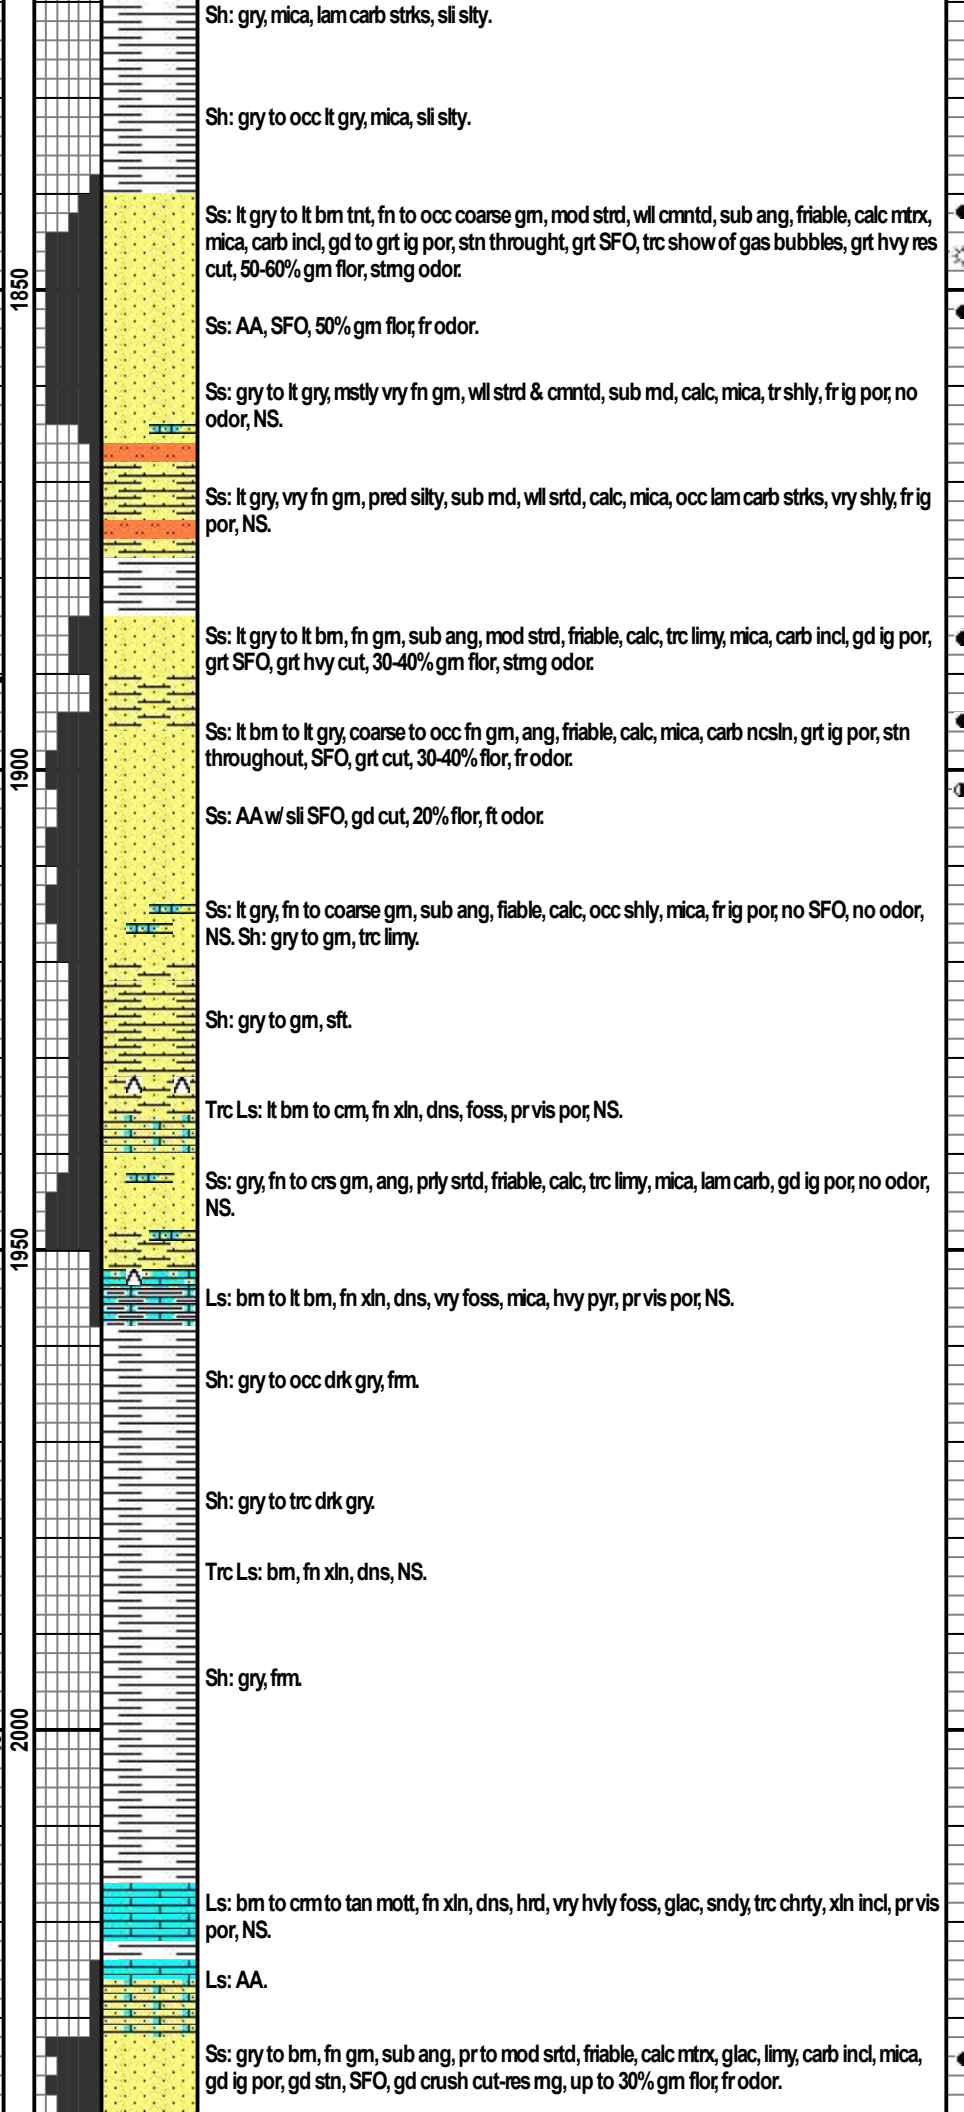 Sh: gry, mica, lam carb strks, sli slty.
Sh: gry to occ lt gry, mica, sli slty.
Ss: lt gry to lt brn tnt, fn to occ coarse grn, mod strd, wll cmntd, sub ang, friable, calc mtrx,
mica, carb incl, gd to grt ig por, stn throught, grt SFO, trc show of gas bubbles, grt hvy res
cut, 50-60% grn flor, strng odor.
1850
Ss: AA, SFO, 50% grn flor, fr odor.
Ss: gry to lt gry, mstly vry fn grn, wll strd & cmntd, sub rnd, calc, mica, tr shly, fr ig por, no
odor, NS.
Ss: lt gry, vry fn grn, pred silty, sub rnd, wll srtd, calc, mica, occ lam carb strks, vry shly, fr ig
por, NS.
Ss: lt gry to lt brn, fn grn, sub ang, mod strd, friable, calc, trc limy, mica, carb incl, gd ig por,
grt SFO, grt hvy cut, 30-40% grn flor, strng odor.
Ss: lt brn to lt gry, coarse to occ fn grn, ang, friable, calc, mica, carb ncsln, grt ig por, stn
throughout, SFO, grt cut, 30-40% flor, fr odor.
1900
Ss: AA w/ sli SFO, gd cut, 20% flor, ft odor.
Ss: lt gry, fn to coarse grn, sub ang, fiable, calc, occ shly, mica, fr ig por, no SFO, no odor,
NS. Sh: gry to grn, trc limy.
Sh: gry to grn, sft.
Trc Ls: lt brn to crm, fn xln, dns, foss, pr vis por, NS.
Ss: gry, fn to crs grn, ang, prly srtd, friable, calc, trc limy, mica, lam carb, gd ig por, no odor,
NS.
1950
Ls: brn to lt brn, fn xln, dns, vry foss, mica, hvy pyr, pr vis por, NS.
Sh: gry to occ drk gry, frm.
Sh: gry to trc drk gry.
Trc Ls: brn, fn xln, dns, NS.
Sh: gry, frm.
2000
Ls: brn to crm to tan mott, fn xln, dns, hrd, vry hvly foss, glac, sndy, trc chrty, xln incl, pr vis
por, NS.
Ls: AA.
Ss: gry to brn, fn grn, sub ang, pr to mod srtd, friable, calc mtrx, glac, limy, carb incl, mica,
gd ig por, gd stn, SFO, gd crush cut-res rng, up to 30% grn flor, fr odor.